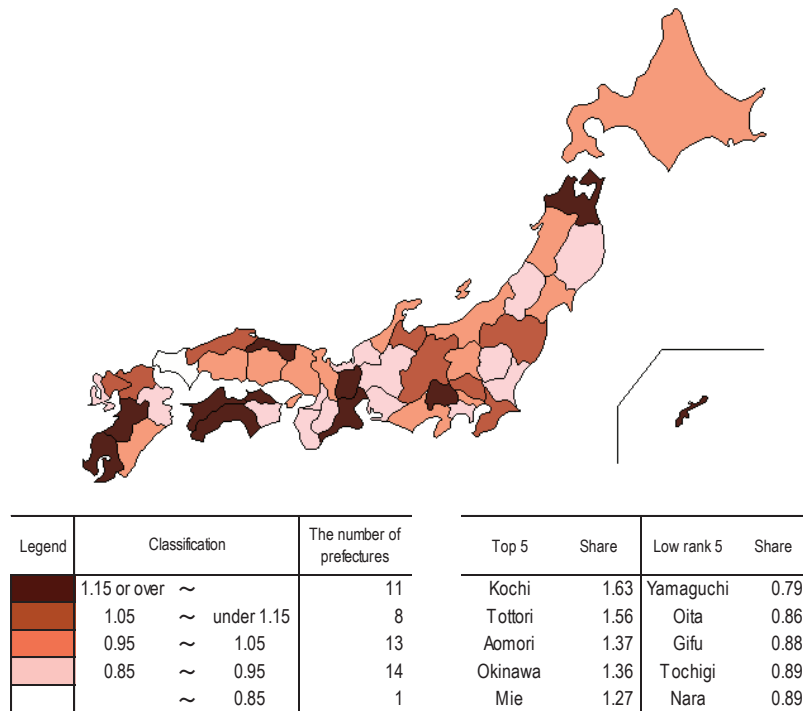 Legend Classification The number of prefectures
1.15 or over ～ 11
1.05 ～ under 1.15 8
0.95 ～ 1.05 13
0.85 ～ 0.95 14
～ 0.85 1
Top 5 Share Low rank 5 Share
Kochi 1.63 Yamaguchi 0.79
Tottori 1.56 Oita 0.86
Aomori 1.37 Gifu 0.88
Okinawa 1.36 Tochigi 0.89
Mie 1.27 Nara 0.89